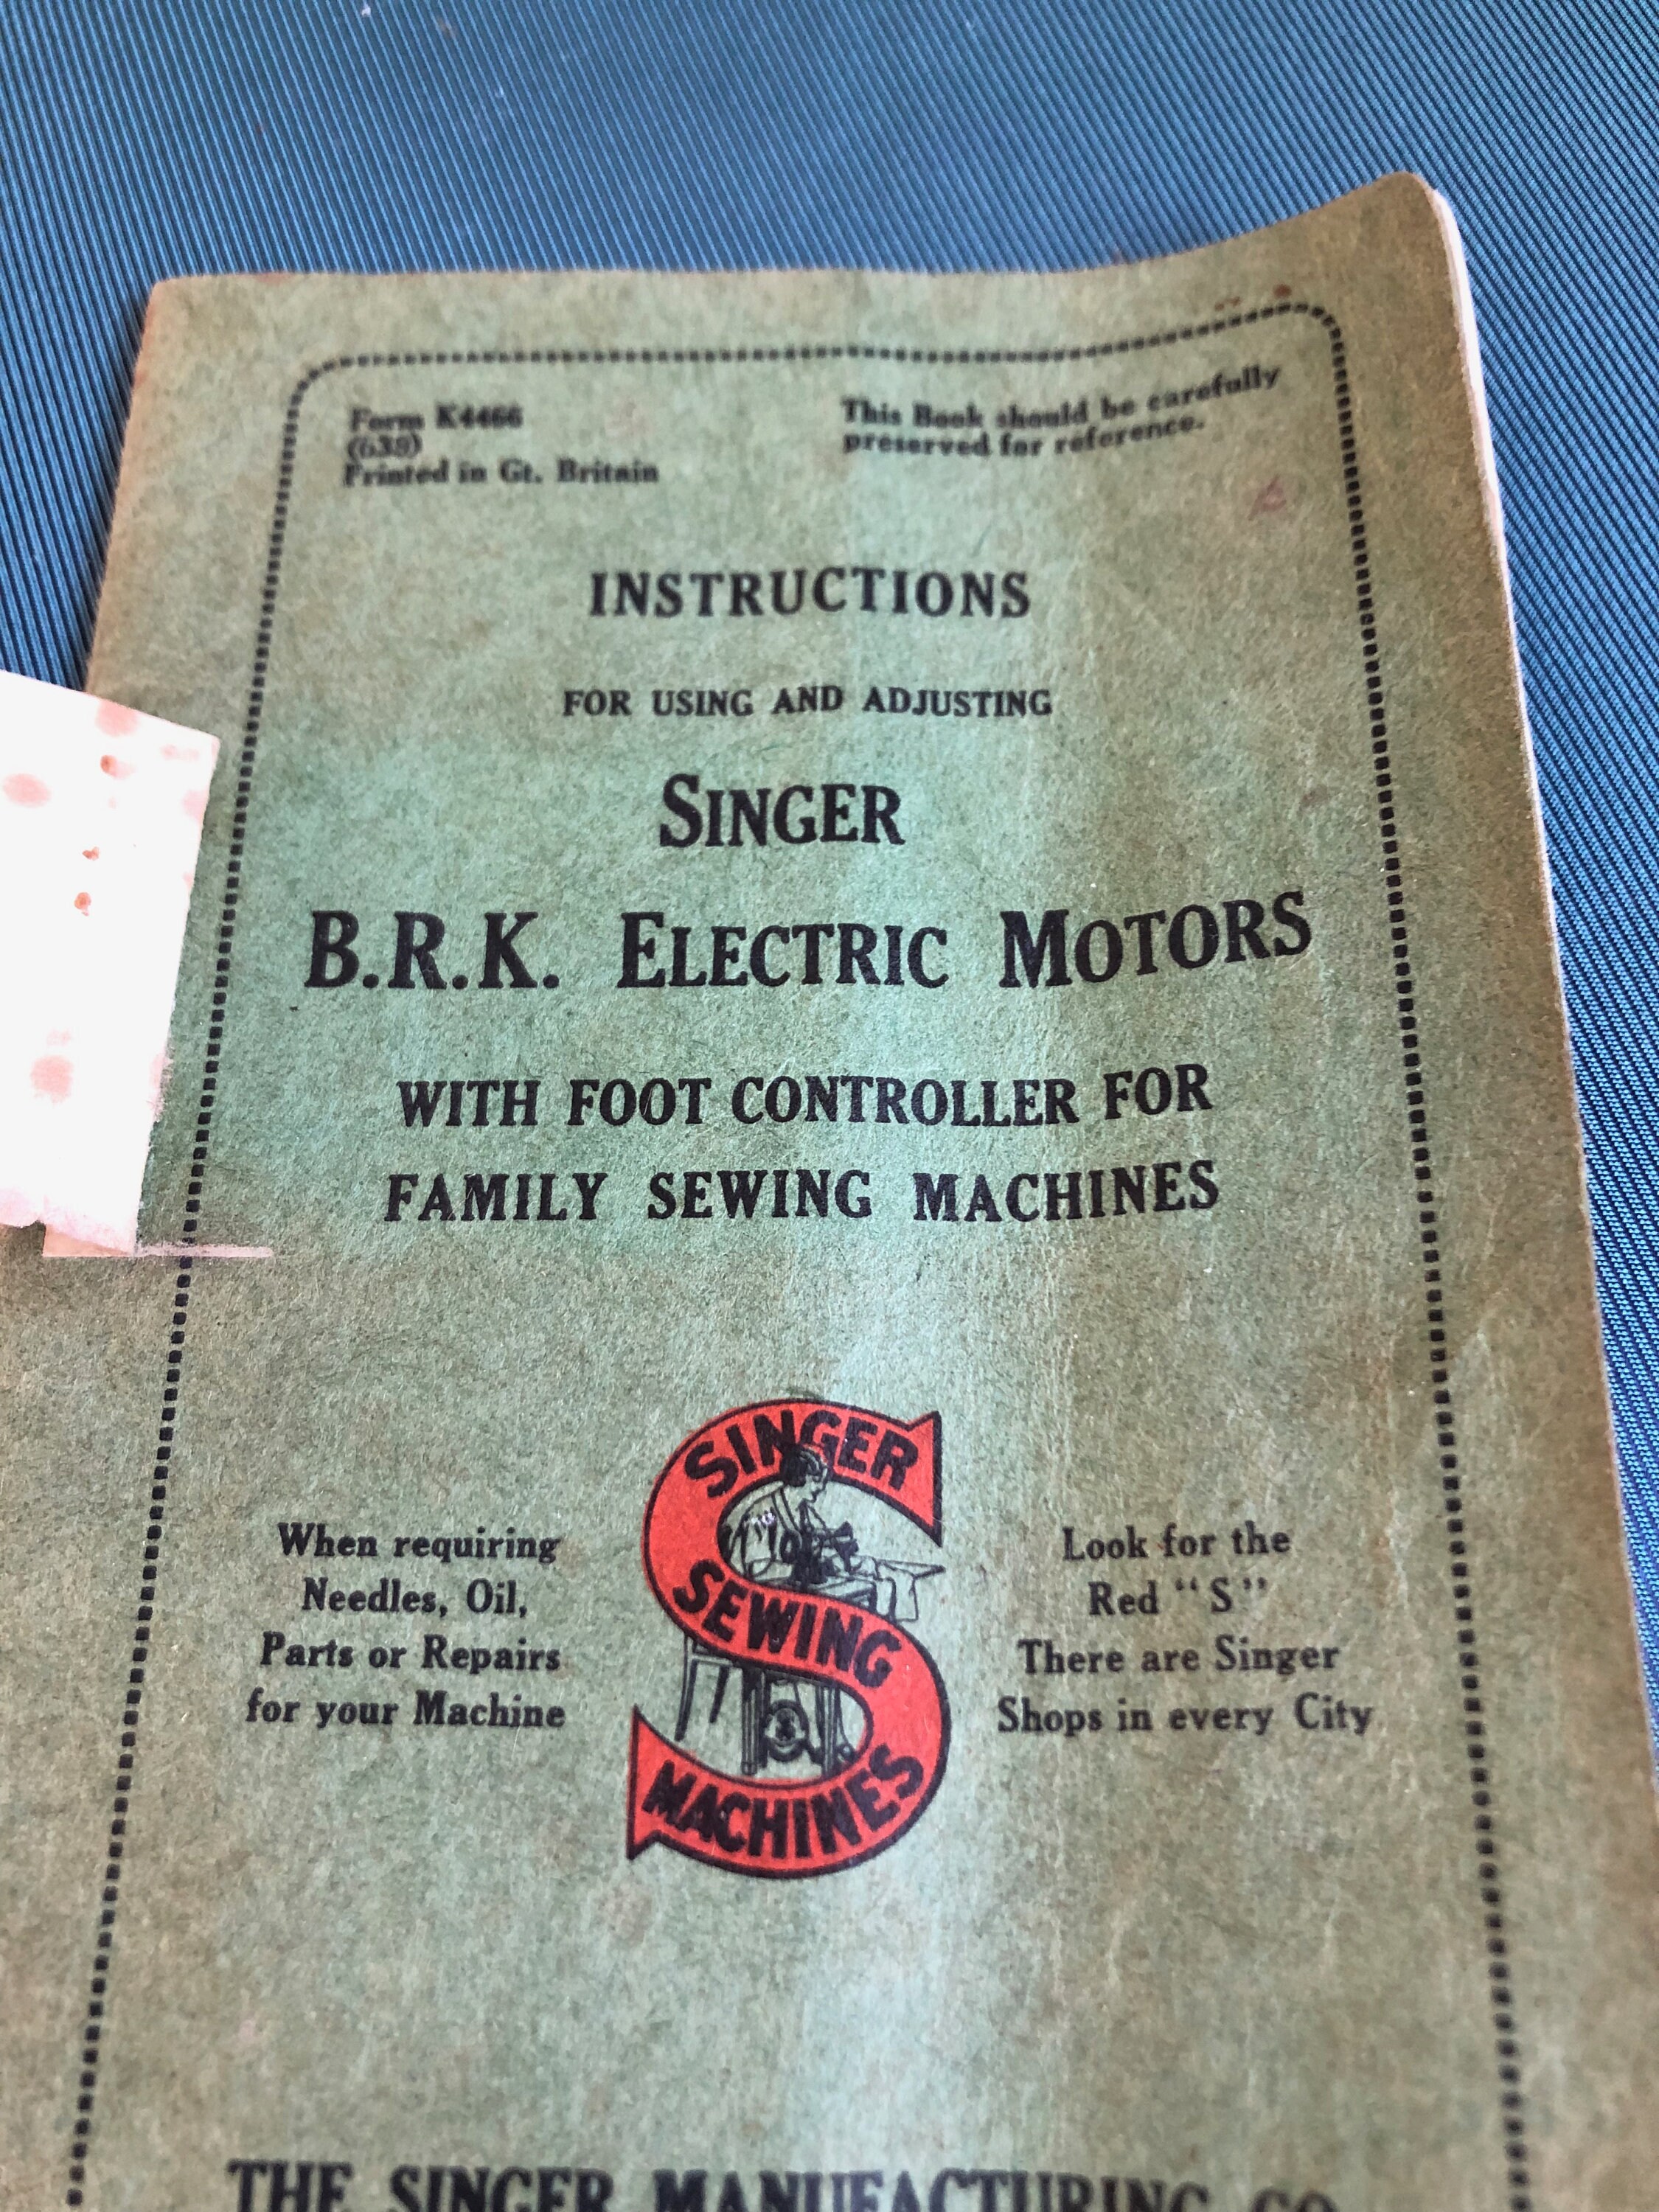 Form K4466
(639)
Printed in Gt. Britain
This Book should be carefully
preserved for reference.
INSTRUCTIONS
FOR USING AND ADJUSTING
SINGER
B.R.K. ELECTRIC MOTORS
WITH FOOT CONTROLLER FOR
FAMILY SEWING MACHINES
When requiring
Needles, Oil,
Parts or Repairs
for your Machine
SINGER
SEWING
MACHINES
Look for the
Red "S"
There are Singer
Shops in every City
THE SINGER MANUFACTURING CO